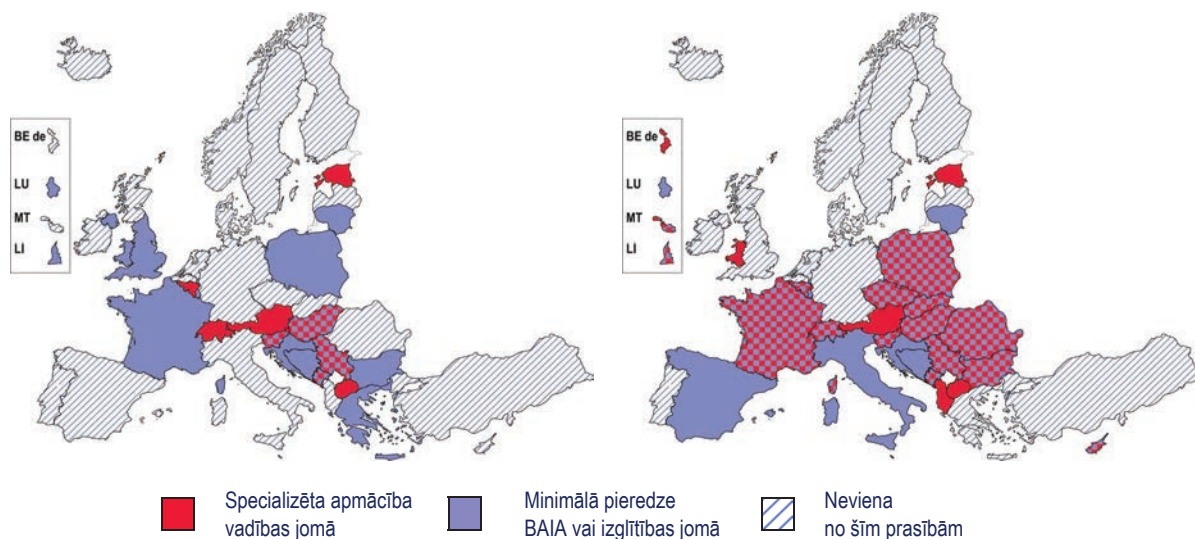 BE de
LU
MT
LI
BE de
LU
MT
LI
Specializēta apmācība
vadības jomā
Minimālā pieredze
BAIA vai izglītības jomā
Neviena
no šīm prasībām